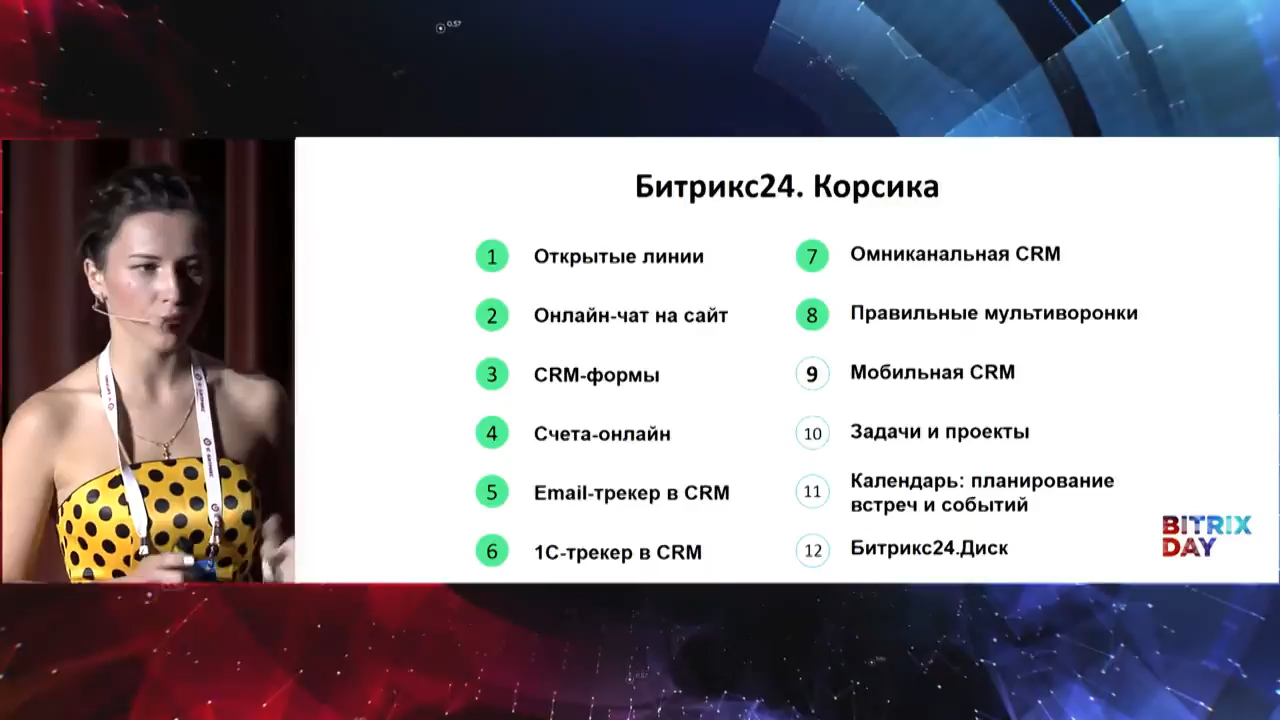 0.57
Битрикс24. Корсика
1 Открытые линии
2 Онлайн-чат на сайт
3 CRM-формы
4 Счета-онлайн
5 Email-трекер в CRM
6 1С-трекер в CRM
7 Омниканальная CRM
8 Правильные мультиворонки
9 Мобильная CRM
10 Задачи и проекты
11 Календарь: планирование
встреч и событий
12 Битрикс24.Диск
BITRIX
DAY